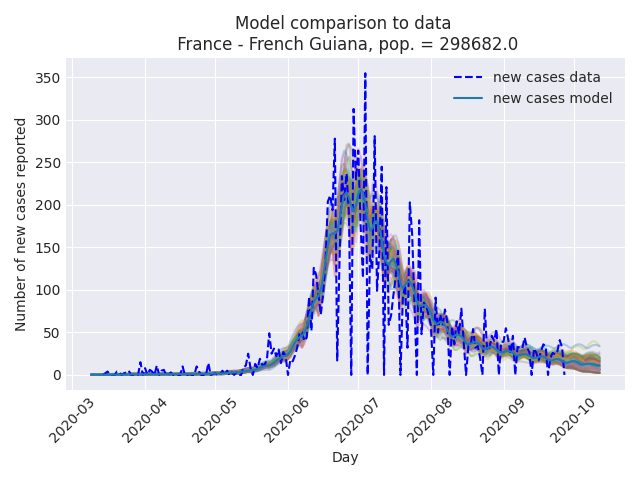 Model comparison to data
France - French Guiana, pop. = 298682.0
new cases data
new cases model
Number of new cases reported
350
300
250
200
150
100
50
0
2020-03
2020-04
2020-05
2020-06
2020-07
2020-08
2020-09
2020-10
Day